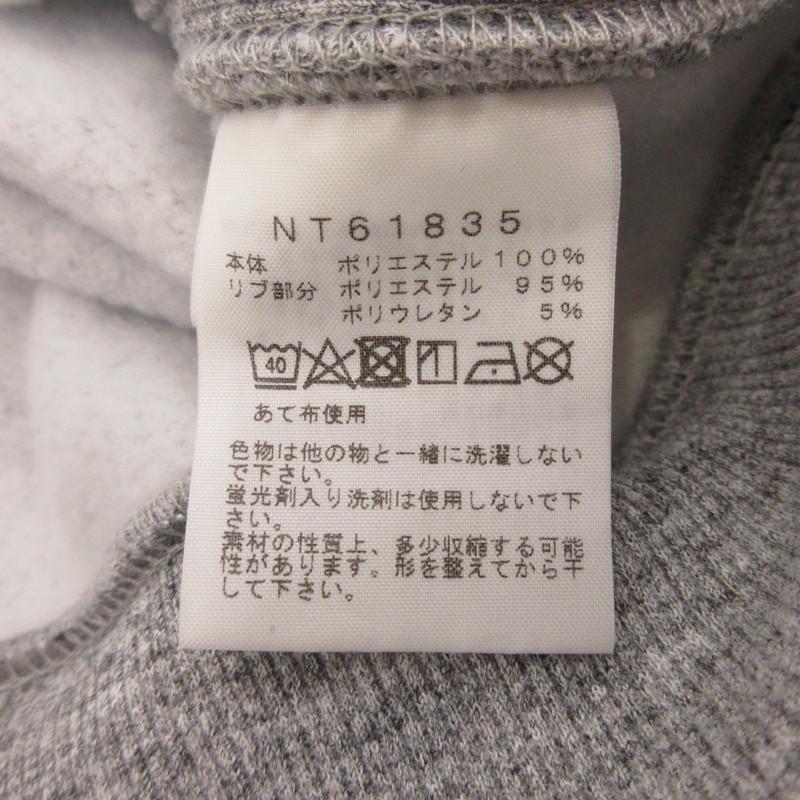 NT61835
本体 ポリエステル 100%
リブ部分 ポリエステル 95%
ポリウレタン 5%
40
あて布使用
色物は他の物と一緒に洗濯しない
で下さい。
蛍光剤入り洗剤は使用しないで下
さい。
素材の性質上、多少収縮する可能
性があります。形を整えてから干
して下さい。